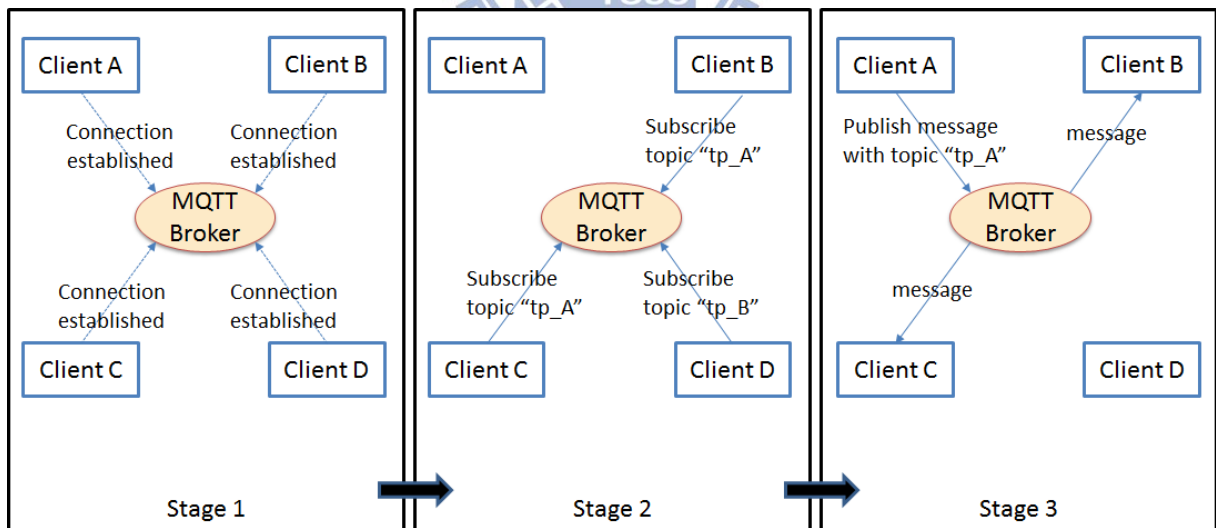 Client A
Client B
Connection
established
Connection
established
MQTT
Broker
Connection
established
Connection
established
Client C
Client D
Stage 1
Client A
Client B
Subscribe
topic “tp_A”
MQTT
Broker
Subscribe
topic “tp_A”
Subscribe
topic “tp_B”
Client C
Client D
Stage 2
Client A
Client B
Publish message
with topic “tp_A”
message
MQTT
Broker
message
Client C
Client D
Stage 3